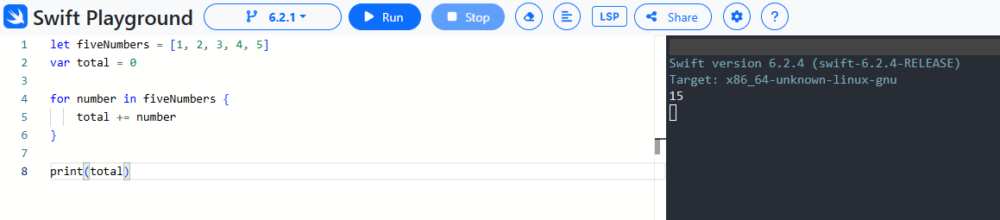 Swift Playground 6.2.1 Run Stop LSP Share ?
1 let fiveNumbers = [1, 2, 3, 4, 5]
2 var total = 0
3
4 for number in fiveNumbers {
5 total += number
6 }
7
8 print(total)
Swift version 6.2.4 (swift-6.2.4-RELEASE)
Target: x86_64-unknown-linux-gnu
15